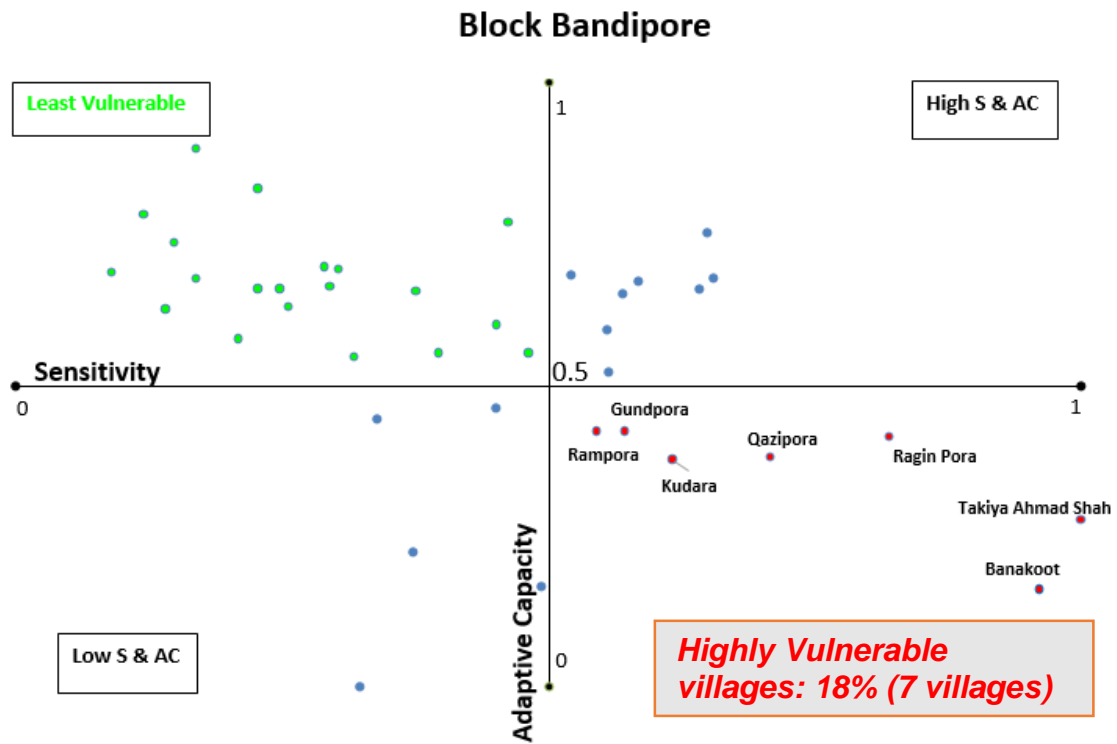 Block Bandipore
Least Vulnerable
High S & AC
1
Sensitivity
0.5
0
1
Gundpora
Rampora
Qazipora
Ragin Pora
Kudara
Takiya Ahmad Shah
Banakoot
Adaptive Capacity
Low S & AC
0
Highly Vulnerable
villages: 18% (7 villages)